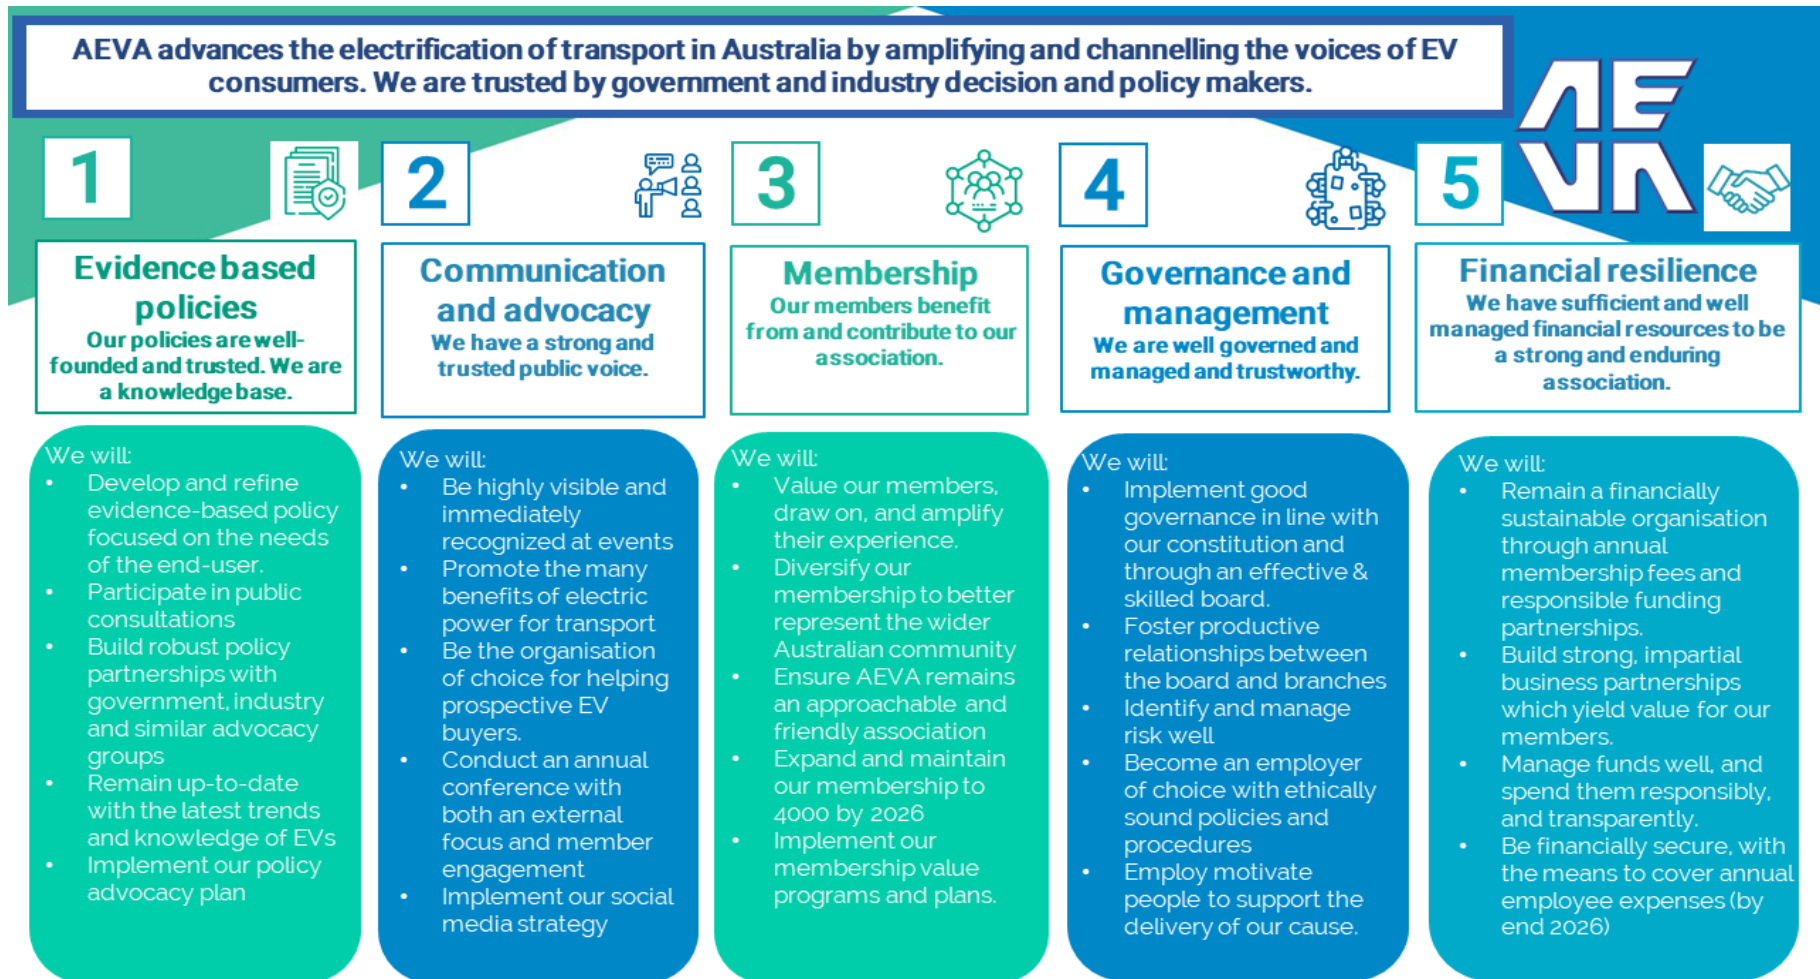 AEVA advances the electrification of transport in Australia by amplifying and channelling the voices of EV
consumers. We are trusted by government and industry decision and policy makers.
AE
VA
1
Evidence based
policies
Our policies are well-
founded and trusted. We are
a knowledge base.
We will:
• Develop and refine
evidence-based policy
focused on the needs
of the end-user.
• Participate in public
consultations
• Build robust policy
partnerships with
government, industry
and similar advocacy
groups
• Remain up-to-date
with the latest trends
and knowledge of EVs
• Implement our policy
advocacy plan
2
Communication
and advocacy
We have a strong and
trusted public voice.
We will:
• Be highly visible and
immediately
recognized at events
• Promote the many
benefits of electric
power for transport
• Be the organisation
of choice for helping
prospective EV
buyers.
• Conduct an annual
conference with
both an external
focus and member
engagement
• Implement our social
media strategy
3
Membership
Our members benefit
from and contribute to our
association.
We will:
• Value our members,
draw on, and amplify
their experience.
• Diversify our
membership to better
represent the wider
Australian community
• Ensure AEVA remains
an approachable and
friendly association
• Expand and maintain
our membership to
4000 by 2026
• Implement our
membership value
programs and plans.
4
Governance and
management
We are well governed and
managed and trustworthy.
We will:
• Implement good
governance in line with
our constitution and
through an effective &
skilled board.
• Foster productive
relationships between
the board and branches
• Identify and manage
risk well
• Become an employer
of choice with ethically
sound policies and
procedures
• Employ motivate
people to support the
delivery of our cause.
5
Financial resilience
We have sufficient and well
managed financial resources to be
a strong and enduring
association.
We will:
• Remain a financially
sustainable organisation
through annual
membership fees and
responsible funding
partnerships.
• Build strong, impartial
business partnerships
which yield value for our
members.
• Manage funds well, and
spend them responsibly,
and transparently.
• Be financially secure, with
the means to cover annual
employee expenses (by
end 2026)